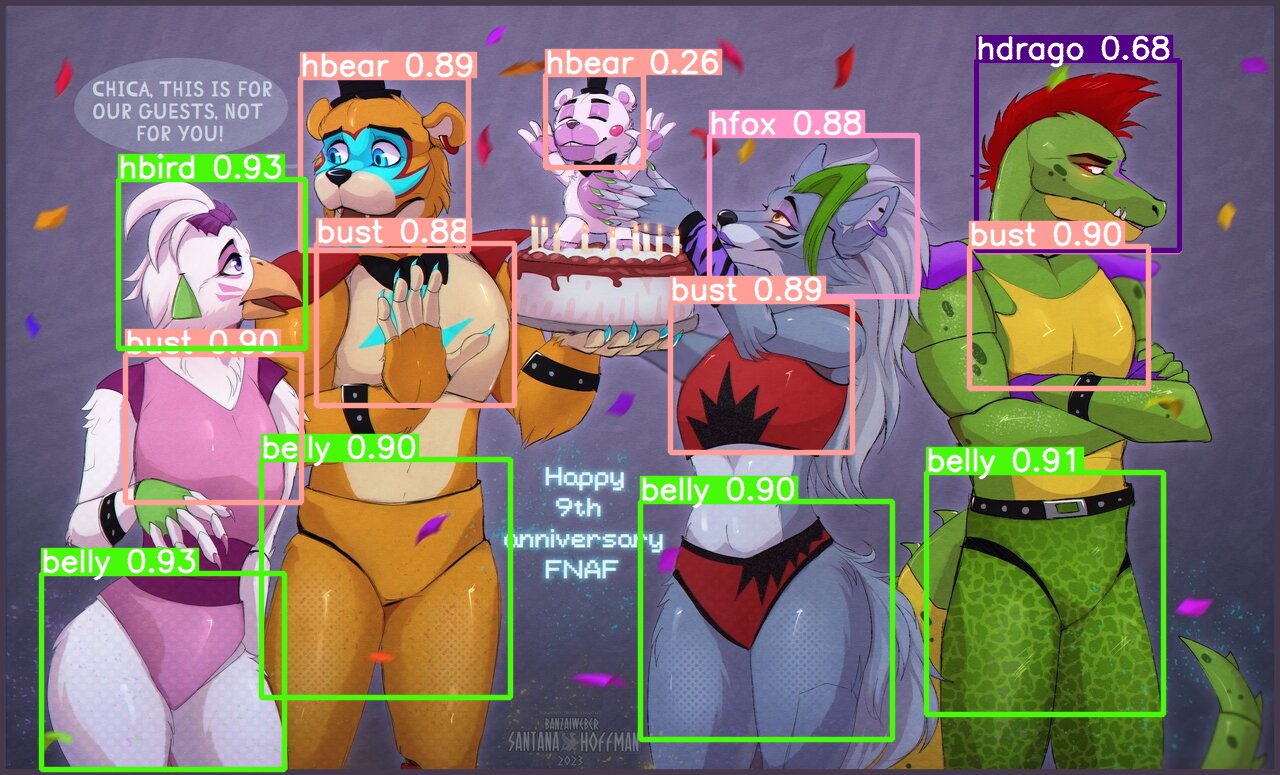 CHICA, THIS IS FOR
OUR GUESTS, NOT
FOR YOU!
hbear 0.89
hbear 0.26
hdrago 0.68
hfox 0.88
hbird 0.93
bust 0.88
bust 0.90
bust 0.89
bust 0.90
belly 0.90
belly 0.91
belly 0.90
belly 0.93
Happy
9th
anniversary
FNAF
BANZAIWEBER
SANTANA HOFFMAN
2023